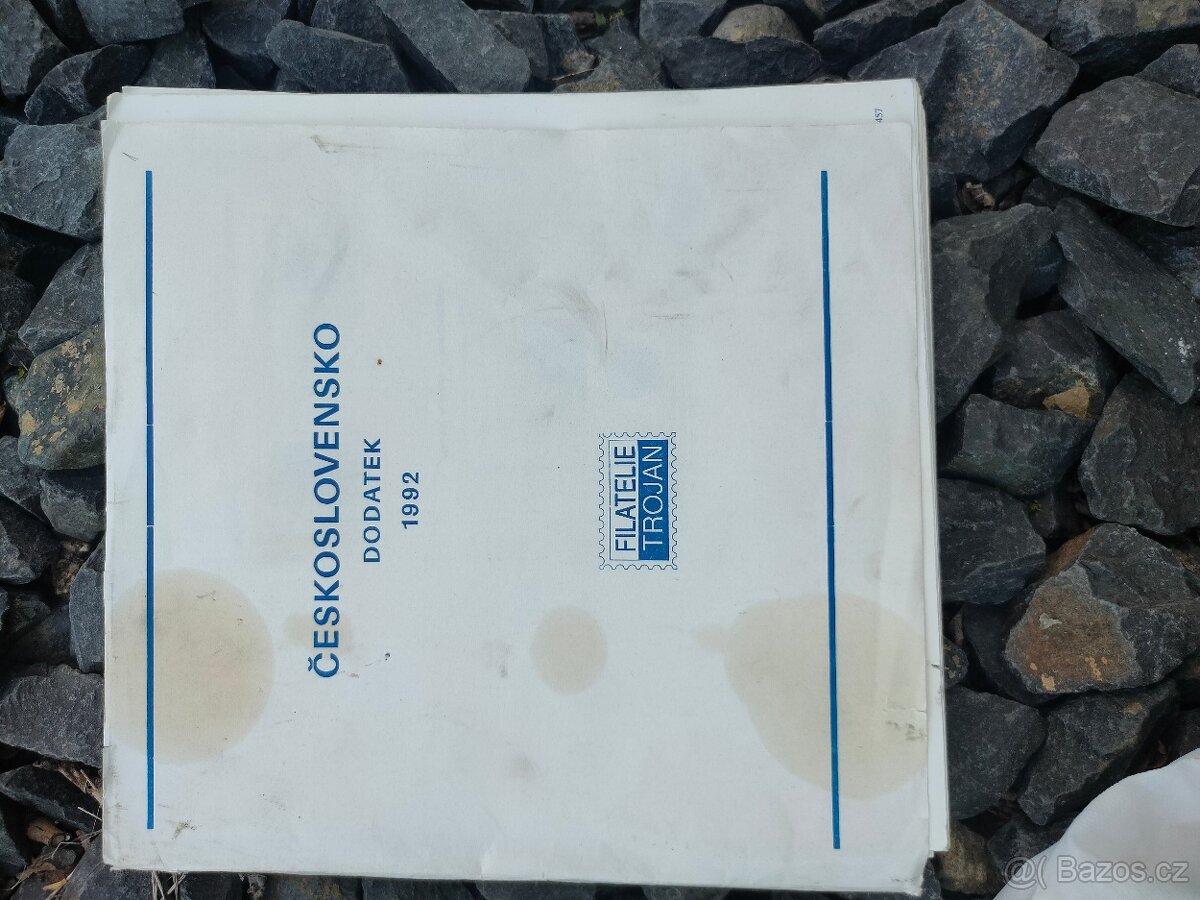 ČESKOSLOVENSKO
DODATEK
1992
FILATELIE
TROJAN
457
Bazos.cz